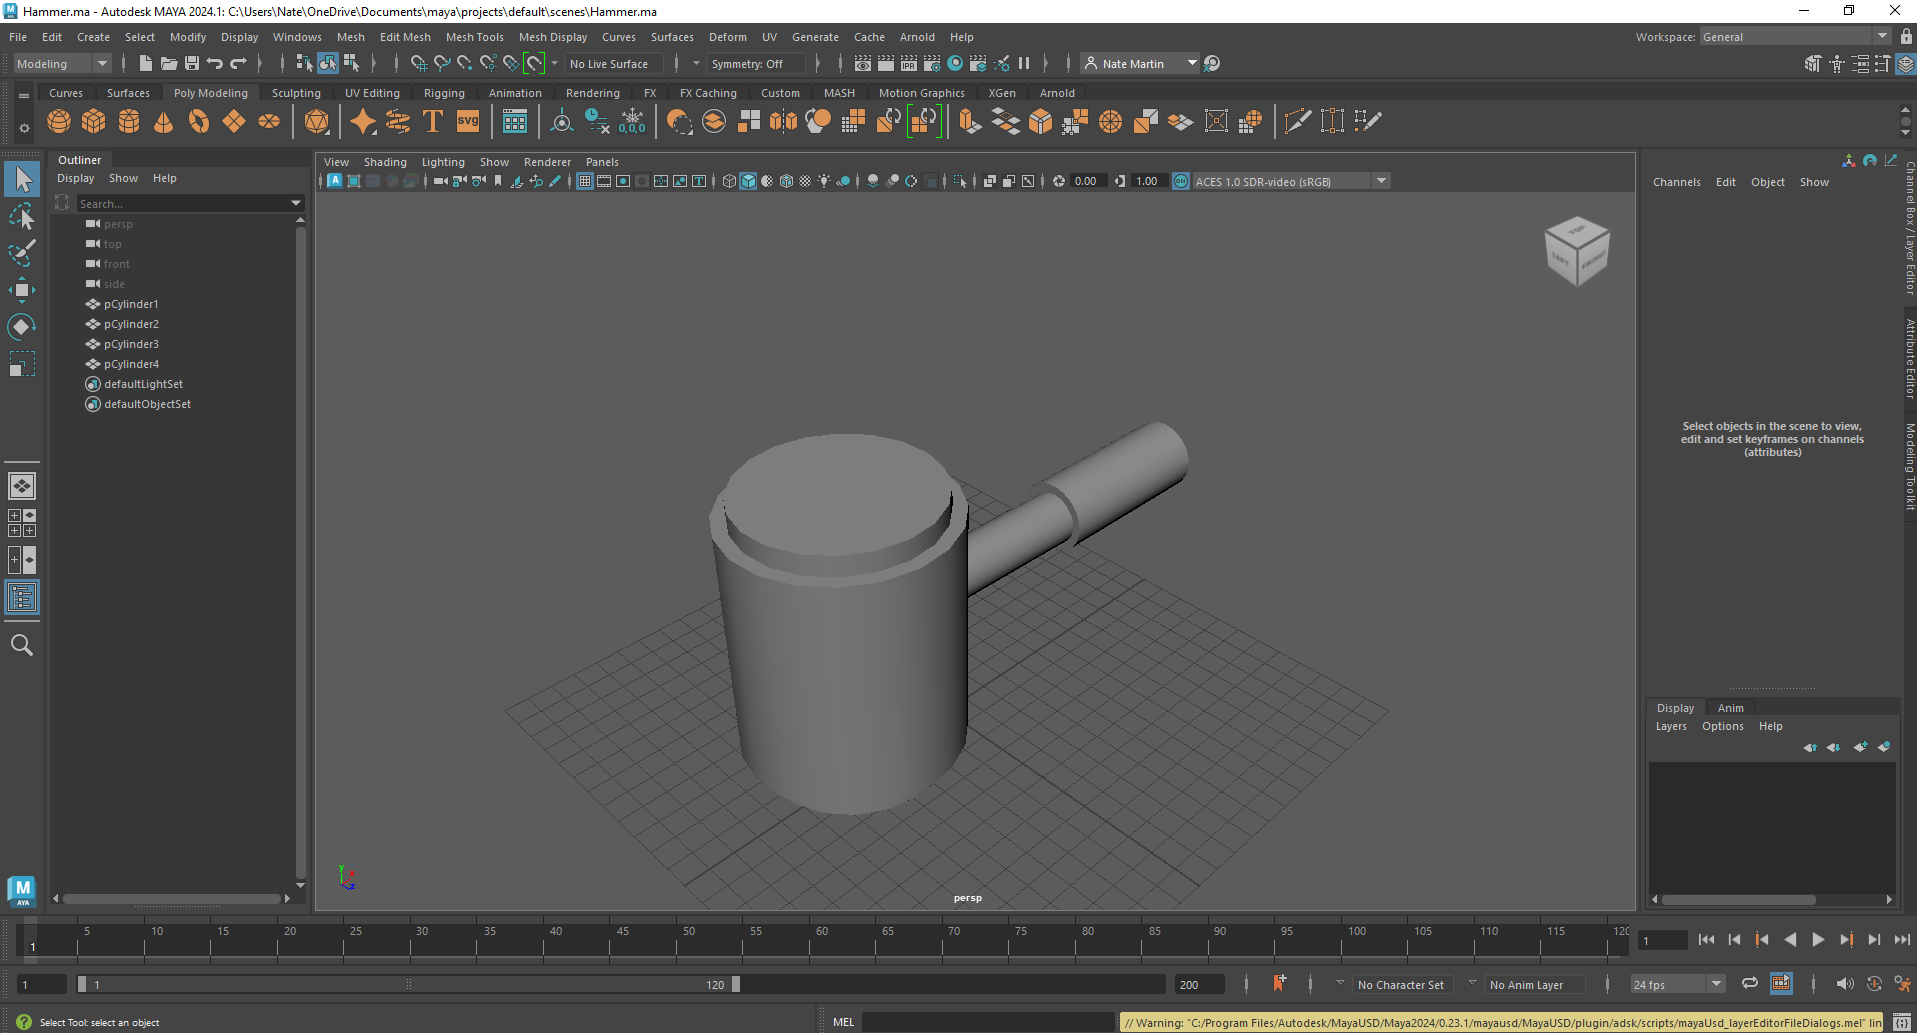 Hammer.ma - Autodesk MAYA 2024.1: C:\Users\Nate\OneDrive\Documents\maya\projects\default\scenes\Hammer.ma
File Edit Create Select Modify Display Windows Mesh Edit Mesh Mesh Tools Mesh Display Curves Surfaces Deform UV Generate Cache Arnold Help Workspace: General
Modeling No Live Surface Symmetry: Off IPR Nate Martin
Curves Surfaces Poly Modeling Sculpting UV Editing Rigging Animation Rendering FX FX Caching Custom MASH Motion Graphics XGen Arnold
T svg 0,0,0
Outliner
Display Show Help
Search...
persp
top
front
side
pCylinder1
pCylinder2
pCylinder3
pCylinder4
defaultLightSet
defaultObjectSet
View Shading Lighting Show Renderer Panels
0.00 1.00 ON ACES 1.0 SDR-video (sRGB)
TOP
LEFT FRONT
y
x
z
persp
Channels Edit Object Show
Select objects in the scene to view,
edit and set keyframes on channels
(attributes)
Channel Box / Layer Editor
Attribute Editor
Modeling Toolkit
Display Anim
Layers Options Help
M
AYA
1 5 10 15 20 25 30 35 40 45 50 55 60 65 70 75 80 85 90 95 100 105 110 115 120 1
1 1 120 200 No Character Set No Anim Layer 24 fps
Select Tool: select an object MEL // Warning: "C:/Program Files/Autodesk/MayaUSD/Maya2024/0.23.1/mayausd/MayaUSD/plugin/adsk/scripts/mayaUsd_layerEditorFileDialogs.mel" lin